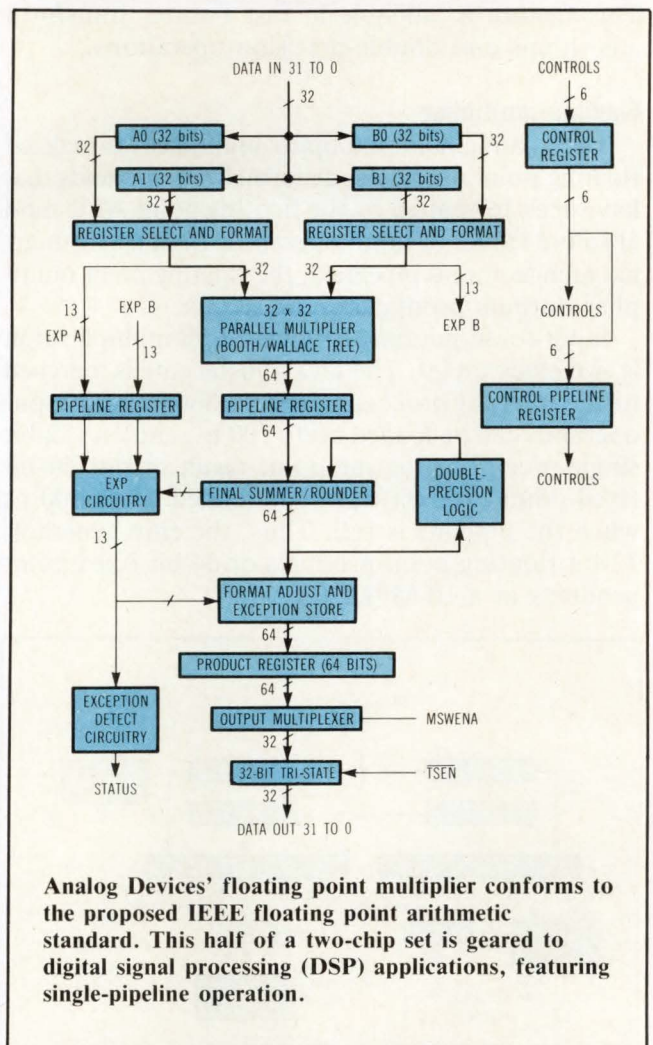 DATA IN 31 TO 0
CONTROLS
32
6
A0 (32 bits)
B0 (32 bits)
CONTROL
REGISTER
32
32
A1 (32 bits)
B1 (32 bits)
32
32
6
REGISTER SELECT AND FORMAT
REGISTER SELECT AND FORMAT
32
32
13
EXP B
13
EXP A
13
32 x 32
PARALLEL MULTIPLIER
(BOOTH/WALLACE TREE)
EXP B
CONTROLS
64
6
PIPELINE REGISTER
PIPELINE REGISTER
CONTROL PIPELINE
REGISTER
64
EXP
CIRCUITRY
1
FINAL SUMMER/ROUNDER
DOUBLE-
PRECISION
LOGIC
CONTROLS
13
64
FORMAT ADJUST AND
EXCEPTION STORE
64
PRODUCT REGISTER (64 BITS)
64
EXCEPTION
DETECT
CIRCUITRY
OUTPUT MULTIPLEXER
MSWENA
32
STATUS
32-BIT TRI-STATE
TSEN
32
DATA OUT 31 TO 0
Analog Devices' floating point multiplier conforms to
the proposed IEEE floating point arithmetic
standard. This half of a two-chip set is geared to
digital signal processing (DSP) applications, featuring
single-pipeline operation.